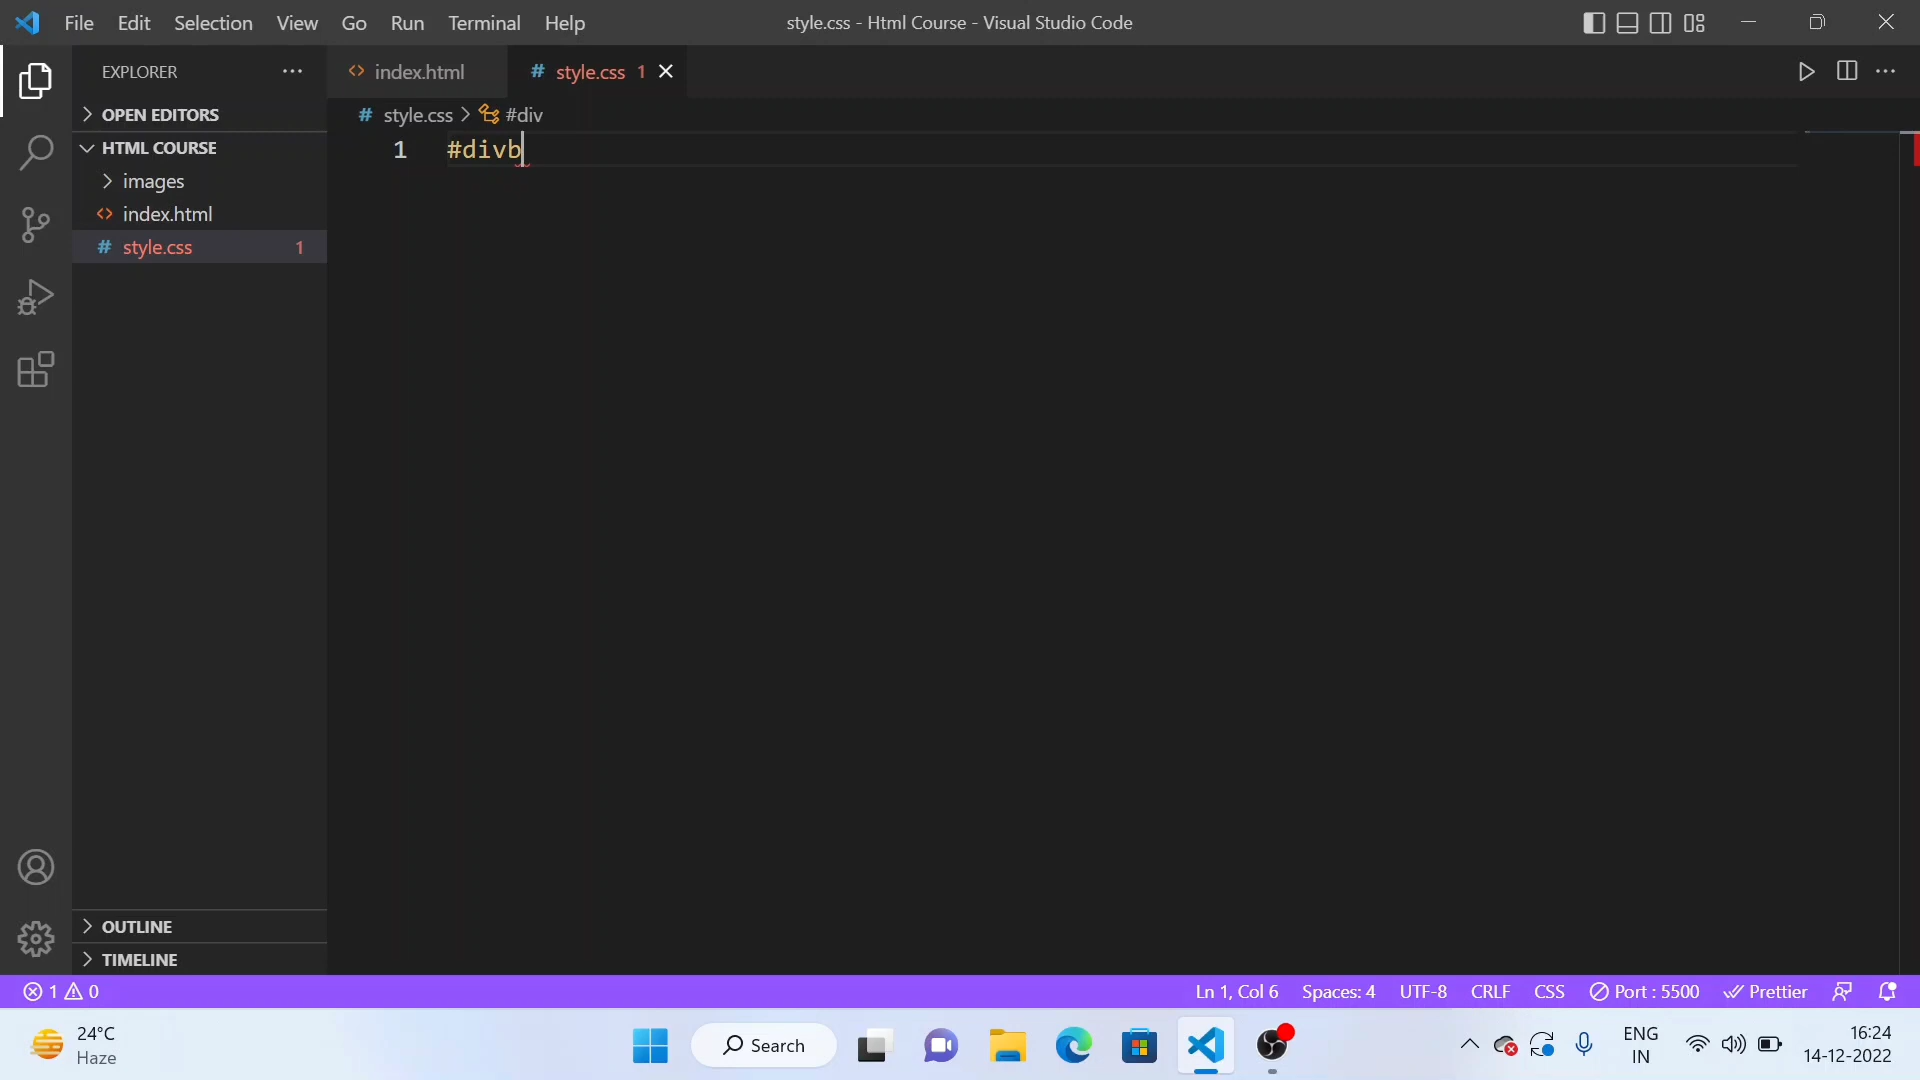 File Edit Selection View Go Run Terminal Help style.css - Html Course - Visual Studio Code
EXPLORER
index.html
style.css 1
OPEN EDITORS
style.css > #div
HTML COURSE
1 #divb
images
index.html
style.css 1
OUTLINE
TIMELINE
1 0 Ln 1, Col 6 Spaces: 4 UTF-8 CRLF CSS Port : 5500 Prettier
24°C
Haze
Search
ENG
IN
16:24
14-12-2022